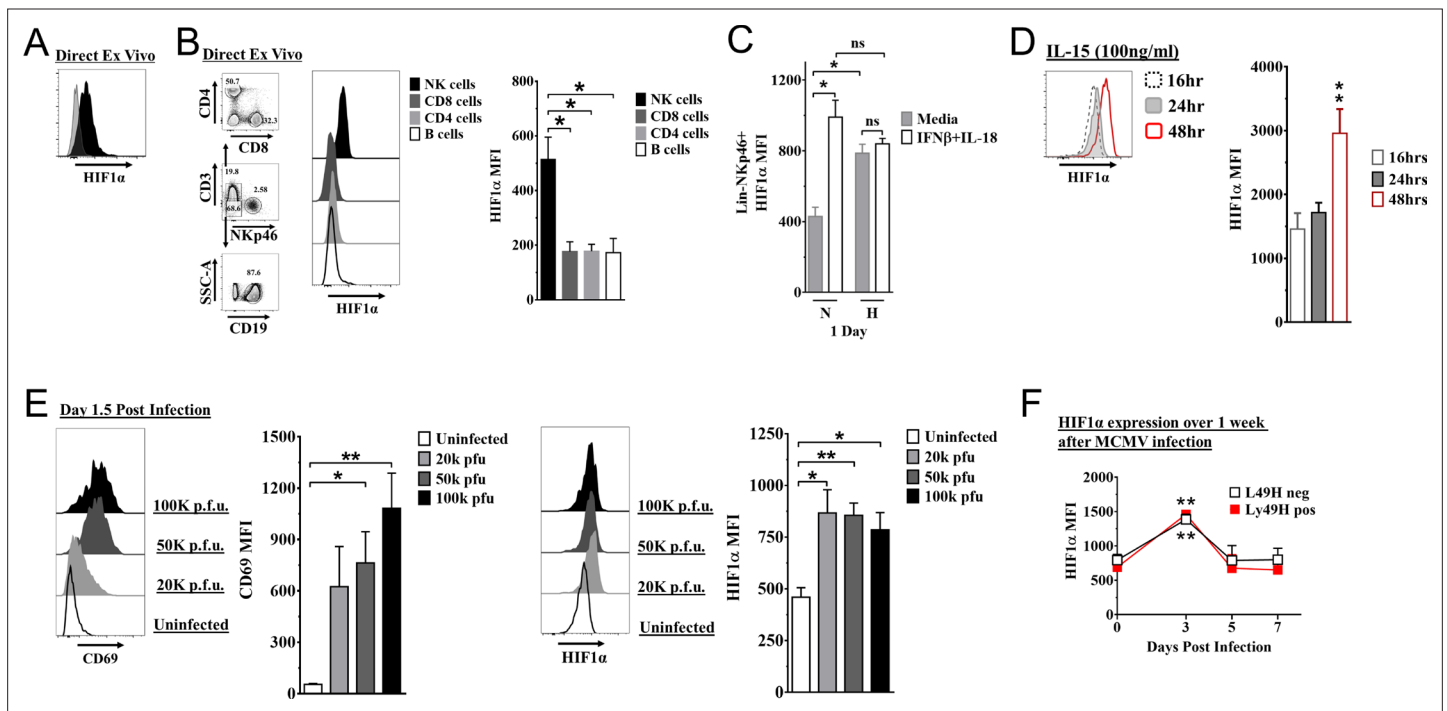 A
Direct Ex Vivo
HIF1α
B
Direct Ex Vivo
CD4
50.7
32.3
CD8
CD3
19.8
2.58
68.6
NKp46
SSC-A
87.6
CD19
HIF1α
NK cells
CD8 cells
CD4 cells
B cells
HIF1α MFI
800
600
400
200
0
*
*
*
NK cells
CD8 cells
CD4 cells
B cells
C
Lin-NKp46+
HIF1α MFI
1200
800
400
0
ns
*
*
ns
Media
IFNβ+IL-18
N
H
1 Day
D
IL-15 (100ng/ml)
16hr
24hr
48hr
HIF1α
HIF1α MFI
4000
3000
2000
1000
0
**
16hrs
24hrs
48hrs
E
Day 1.5 Post Infection
100K p.f.u.
50K p.f.u.
20K p.f.u.
Uninfected
CD69
CD69 MFI
1500
1200
900
600
300
0
**
*
Uninfected
20k pfu
50k pfu
100k pfu
100K p.f.u.
50K p.f.u.
20K p.f.u.
Uninfected
HIF1α
HIF1α MFI
1250
1000
750
500
250
0
*
**
*
Uninfected
20k pfu
50k pfu
100k pfu
F
HIF1α expression over 1 week
after MCMV infection
HIF1α MFI
2000
1500
1000
500
0
**
**
L49H neg
Ly49H pos
0
3
5
7
Days Post Infection